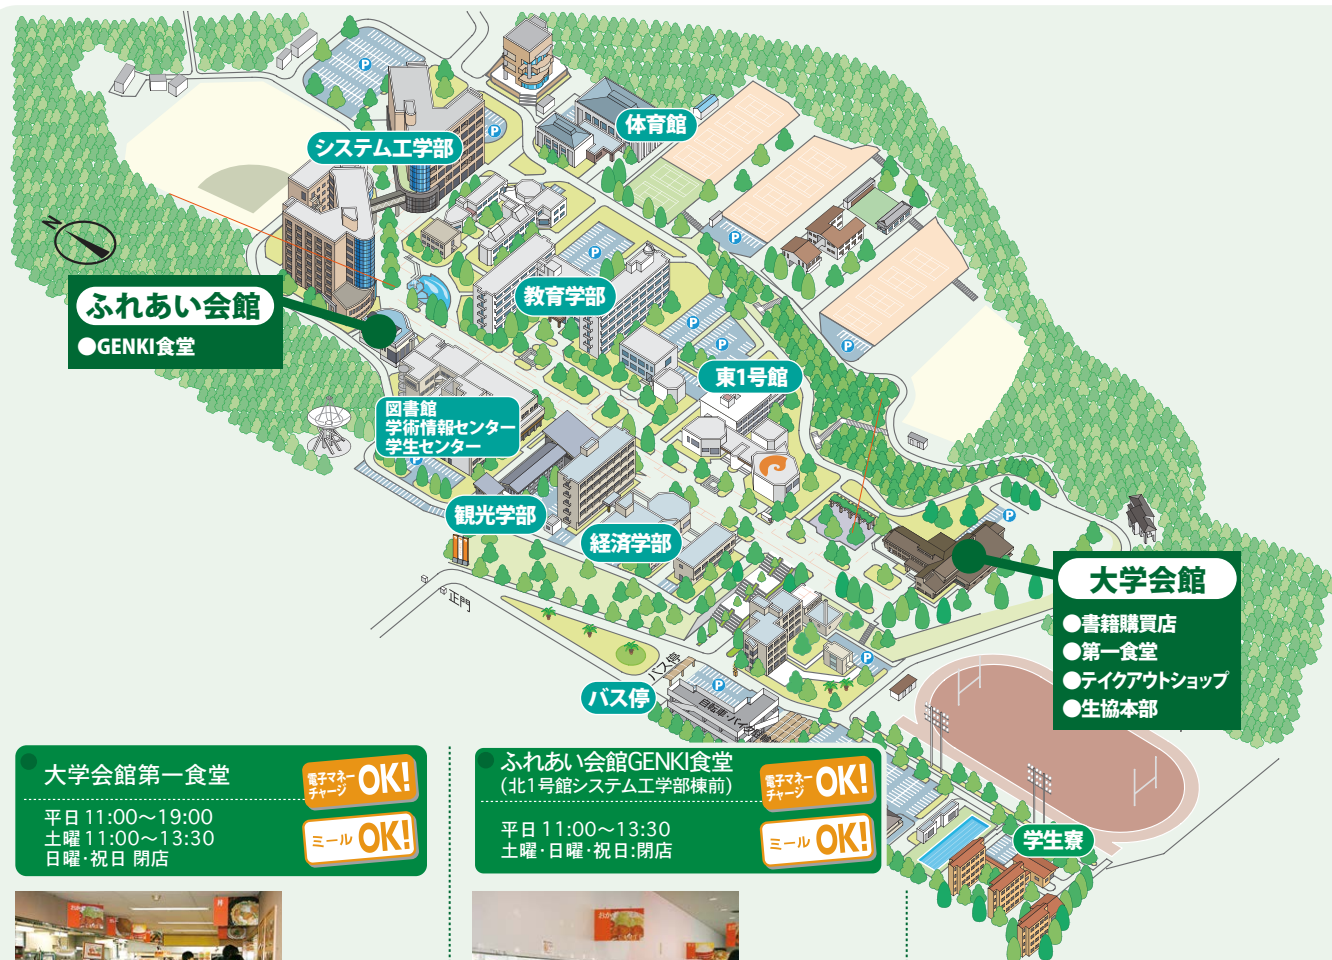 体育館
システム工学部
N
ふれあい会館
●GENKI食堂
教育学部
東1号館
図書館
学術情報センター
学生センター
観光学部
経済学部
正門
バス停
バス停
大学会館
●書籍購買店
●第一食堂
●テイクアウトショップ
●生協本部
学生寮
P
P
P
P
P
P
P
P
P
P
P
大学会館第一食堂
電子マネー
チャージ OK!
平日 11:00〜19:00
土曜 11:00〜13:30
日曜・祝日 閉店
ミール OK!
ふれあい会館GENKI食堂
(北1号館システム工学部棟前)
電子マネー
チャージ OK!
平日 11:00〜13:30
土曜・日曜・祝日:閉店
ミール OK!